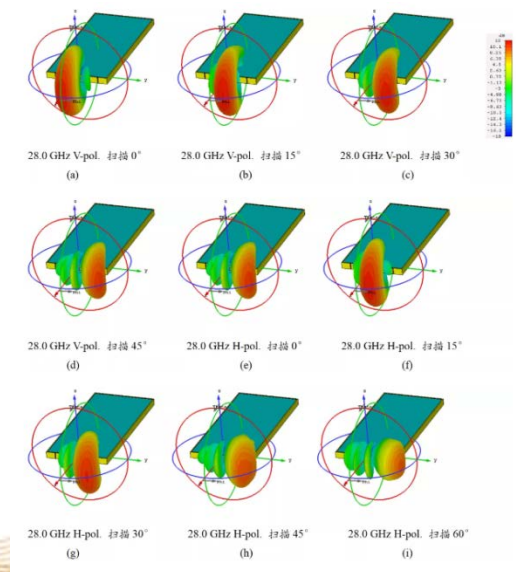 28.0 GHz V-pol. 扫描 0°
28.0 GHz V-pol. 扫描 15°
28.0 GHz V-pol. 扫描 30°
(a)
(b)
(c)
28.0 GHz V-pol. 扫描 45°
28.0 GHz H-pol. 扫描 0°
28.0 GHz H-pol. 扫描 15°
(d)
(e)
(f)
28.0 GHz H-pol. 扫描 30°
28.0 GHz H-pol. 扫描 45°
28.0 GHz H-pol. 扫描 60°
(g)
(h)
(i)